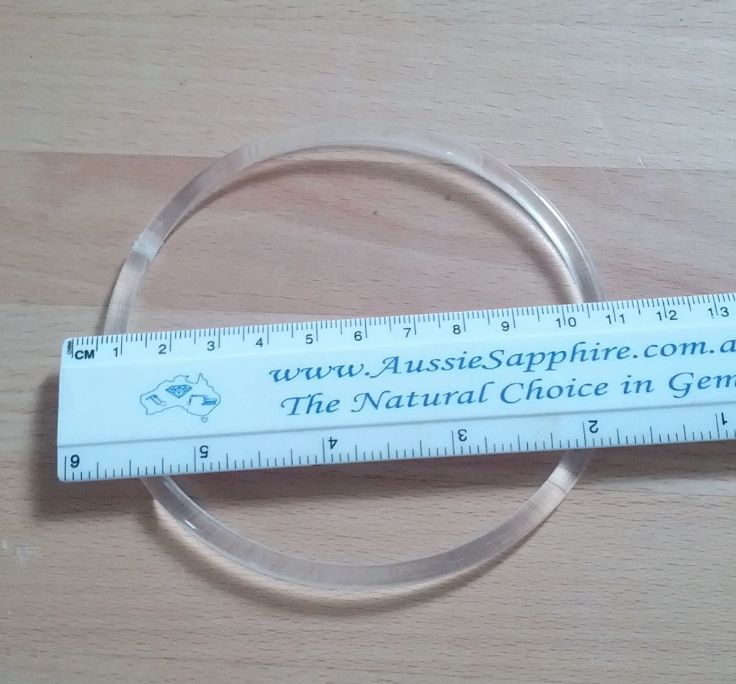 CM 1 2 3 4 5 6 7 8 9 10 11 12 13
www.AussieSapphire.com.a
The Natural Choice in Gem
6 5 4 3 2 1